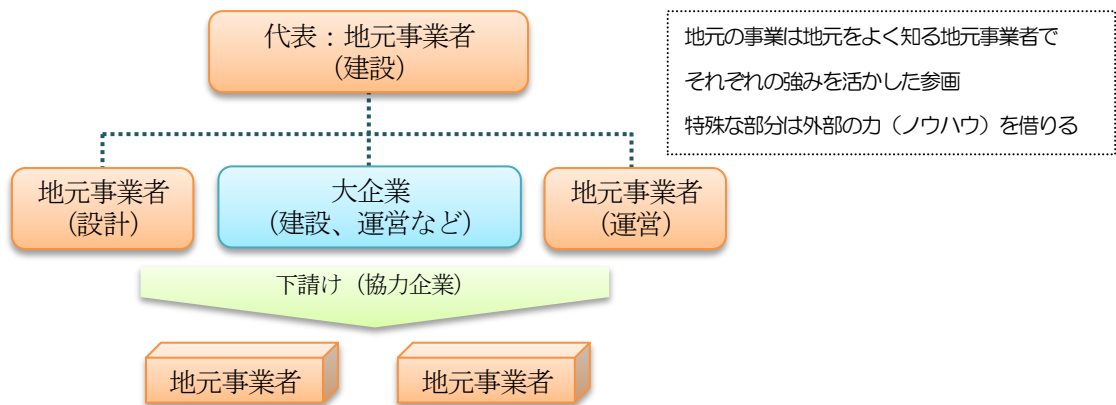 代表：地元事業者
（建設）
地元の事業は地元をよく知る地元事業者で
それぞれの強みを活かした参画
特殊な部分は外部の力（ノウハウ）を借りる
地元事業者
（設計）
大企業
（建設、運営など）
地元事業者
（運営）
下請け（協力企業）
地元事業者
地元事業者